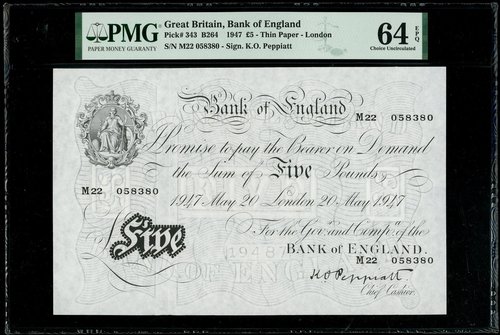 PMG
PAPER MONEY GUARANTY
Great Britain, Bank of England
Pick# 343 B264 1947 £5 - Thin Paper - London
S/N M22 058380 - Sign. K.O. Peppiatt
64 EPQ
Choice Uncirculated
Bank of England
M22 058380
Promise to pay the Bearer on Demand
the Sum of Five Pounds
M22 058380
1947 May 20 London 20 May 1947
For the Govr. and Compa. of the
BANK OF ENGLAND.
£Five
M22 058380
K O Peppiatt
Chief Cashier.